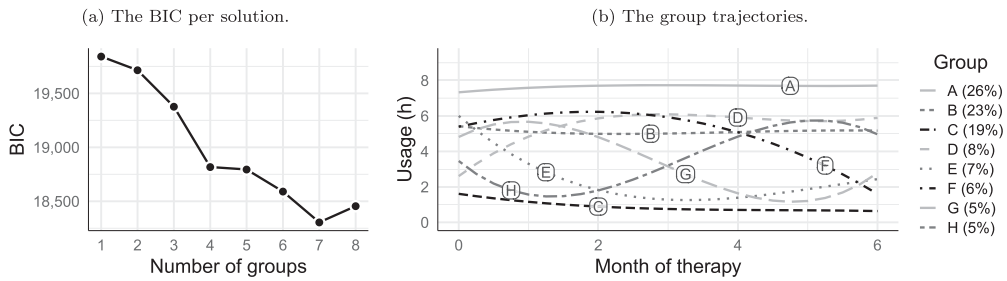 (a) The BIC per solution.
BIC
19,500
19,000
18,500
1 2 3 4 5 6 7 8
Number of groups
(b) The group trajectories.
Usage (h)
8
6
4
2
0
A
B
C
D
E
F
G
H
0 2 4 6
Month of therapy
Group
A (26%)
B (23%)
C (19%)
D (8%)
E (7%)
F (6%)
G (5%)
H (5%)